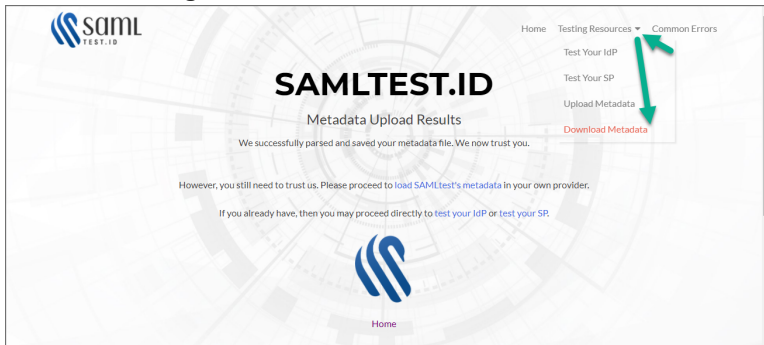 SAML
TEST.ID
Home Testing Resources Common Errors
Test Your IdP
Test Your SP
Upload Metadata
Download Metadata
SAMLTEST.ID
Metadata Upload Results
We successfully parsed and saved your metadata file. We now trust you.
However, you still need to trust us. Please proceed to load SAMLtest's metadata in your own provider.
If you already have, then you may proceed directly to test your IdP or test your SP.
Home